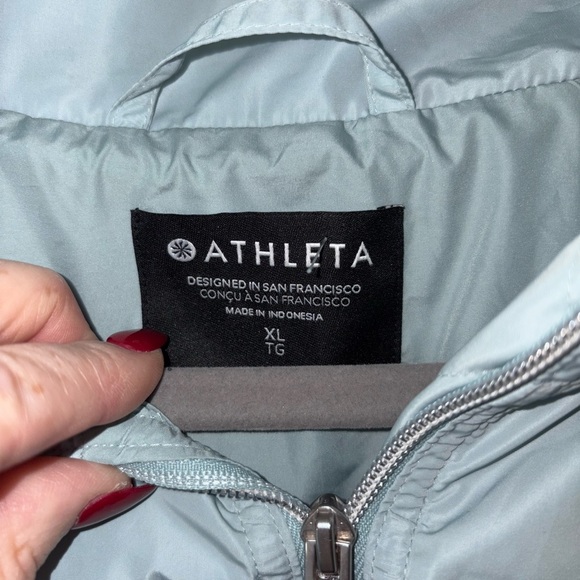 ATHLETA
DESIGNED IN SAN FRANCISCO
CONÇU À SAN FRANCISCO
MADE IN INDONESIA
XL
TG